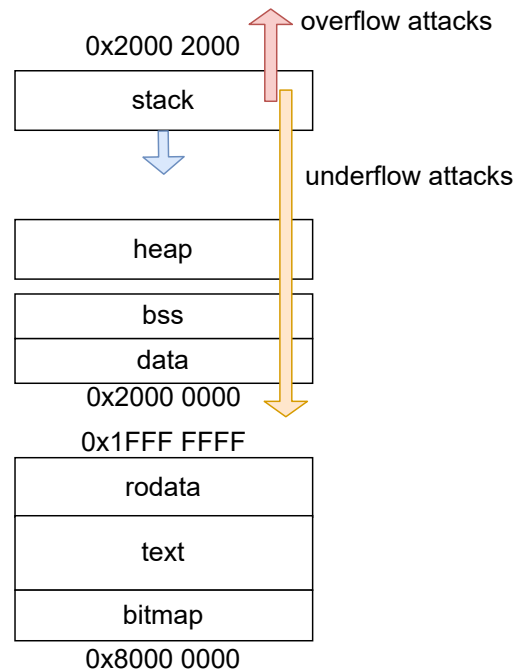 overflow attacks
0x2000 2000
stack
underflow attacks
heap
bss
data
0x2000 0000
0x1FFF FFFF
rodata
text
bitmap
0x8000 0000